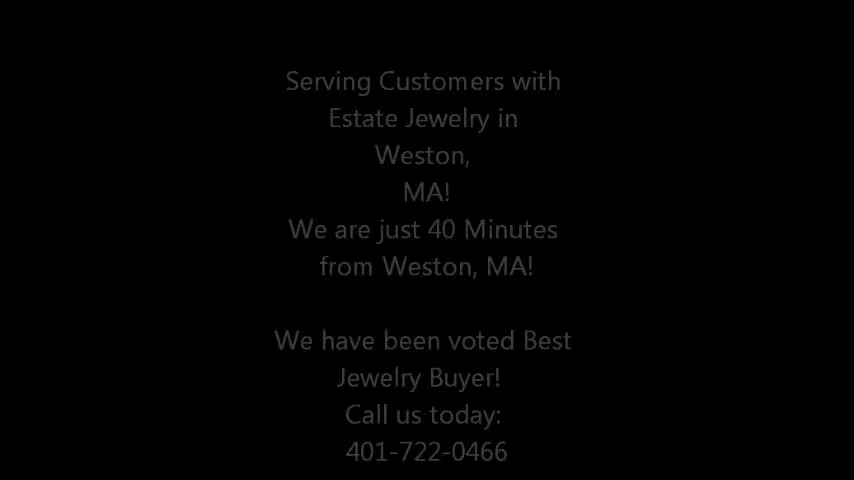 Serving Customers with
Estate Jewelry in
Weston,
MA!
We are just 40 Minutes
from Weston, MA!
We have been voted Best
Jewelry Buyer!
Call us today:
401-722-0466